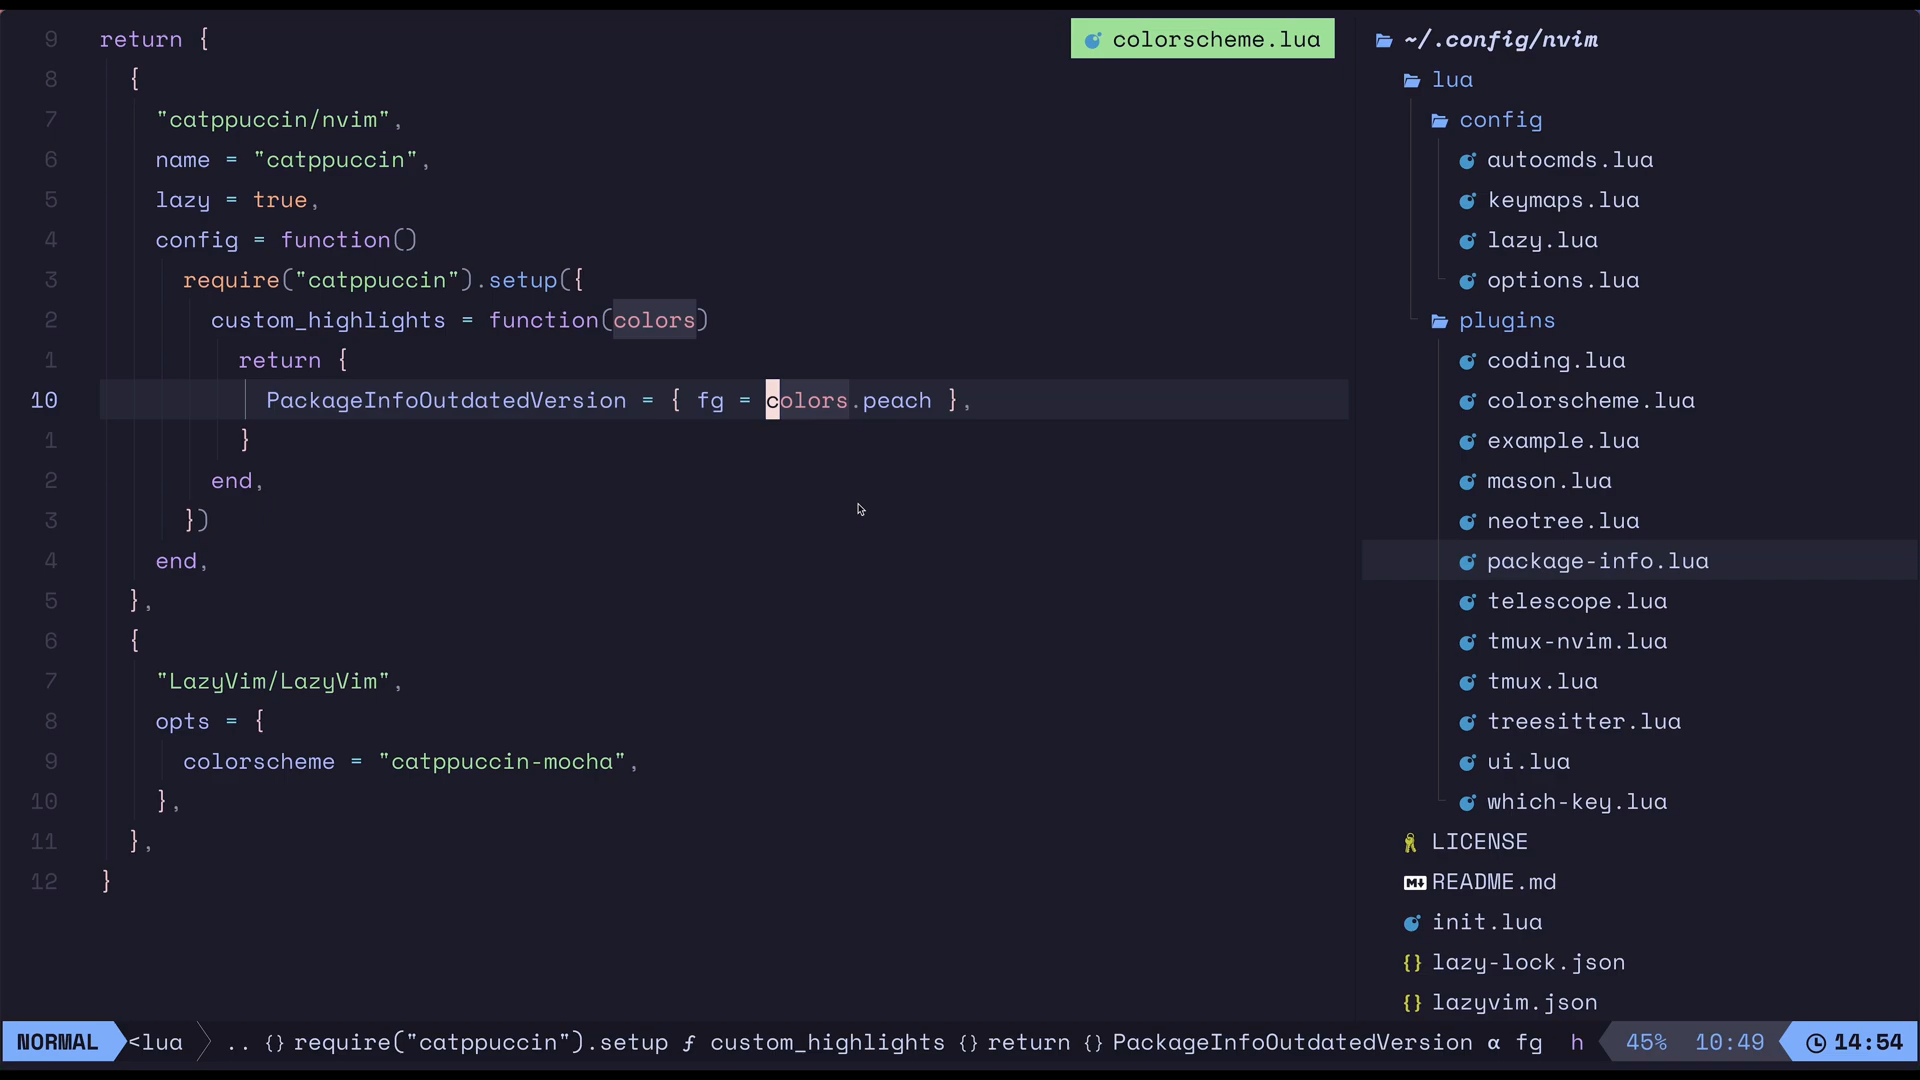 9 return {
8 {
7 "catppuccin/nvim",
6 name = "catppuccin",
5 lazy = true,
4 config = function()
3 require("catppuccin").setup({
2 custom_highlights = function(colors)
1 return {
10 PackageInfoOutdatedVersion = { fg = colors.peach },
1 }
2 end,
3 })
4 end,
5 },
6 {
7 "LazyVim/LazyVim",
8 opts = {
9 colorscheme = "catppuccin-mocha",
10 },
11 },
12 }
colorscheme.lua
~/.config/nvim
lua
config
autocmds.lua
keymaps.lua
lazy.lua
options.lua
plugins
coding.lua
colorscheme.lua
example.lua
mason.lua
neotree.lua
package-info.lua
telescope.lua
tmux-nvim.lua
tmux.lua
treesitter.lua
ui.lua
which-key.lua
LICENSE
README.md
init.lua
{} lazy-lock.json
{} lazyvim.json
NORMAL <lua .. {} require("catppuccin").setup ƒ custom_highlights {} return {} PackageInfoOutdatedVersion α fg h 45% 10:49 14:54